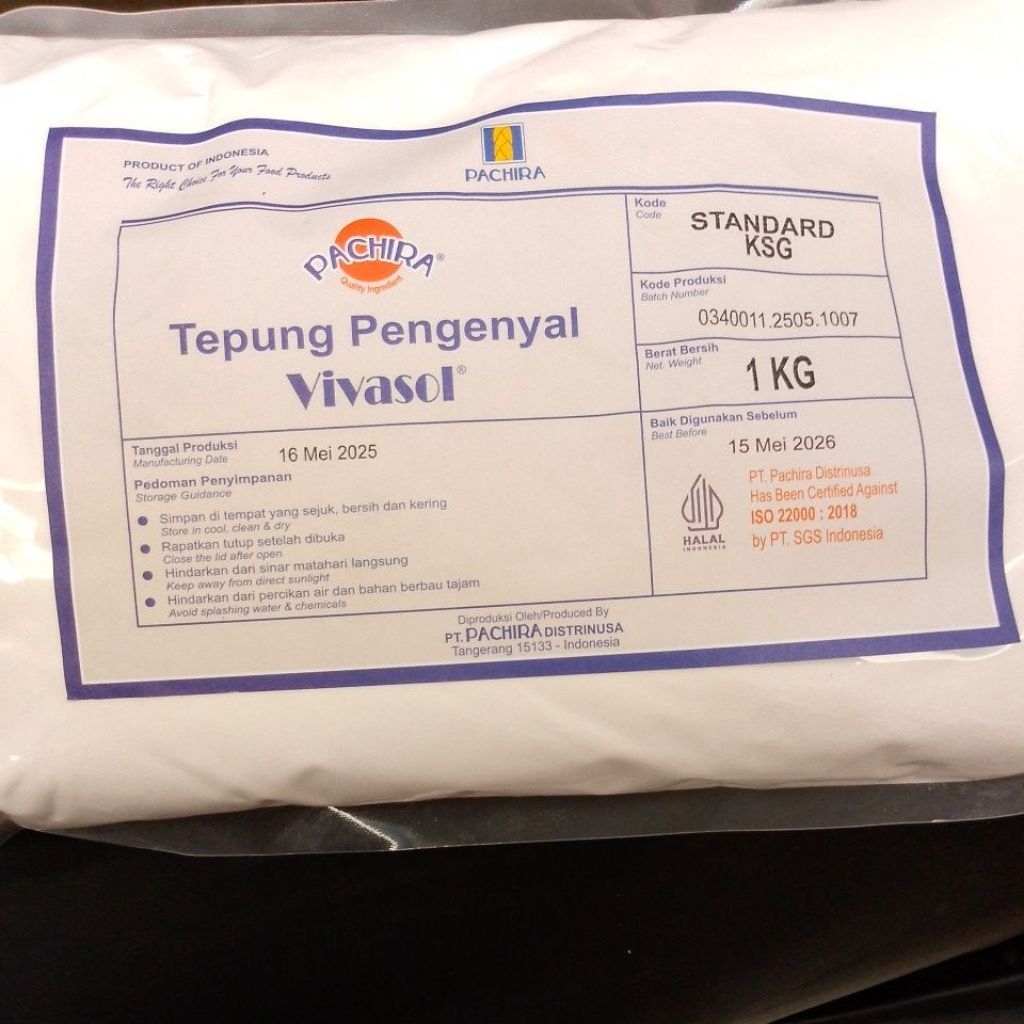 PRODUCT OF INDONESIA
The Right Choice For Your Food Products
PACHIRA
PACHIRA®
Quality Ingredient
Tepung Pengenyal
Vivasol®
Kode
Code
STANDARD
KSG
Kode Produksi
Batch Number
0340011.2505.1007
Berat Bersih
Net. Weight
1 KG
Tanggal Produksi
Manufacturing Date
16 Mei 2025
Pedoman Penyimpanan
Storage Guidance
● Simpan di tempat yang sejuk, bersih dan kering
Store in cool, clean & dry
● Rapatkan tutup setelah dibuka
Close the lid after open
● Hindarkan dari sinar matahari langsung
Keep away from direct sunlight
● Hindarkan dari percikan air dan bahan berbau tajam
Avoid splashing water & chemicals
Baik Digunakan Sebelum
Best Before
15 Mei 2026
HALAL
INDONESIA
PT. Pachira Distrinusa
Has Been Certified Against
ISO 22000 : 2018
by PT. SGS Indonesia
Diproduksi Oleh/Produced By
PT. PACHIRA DISTRINUSA
Tangerang 15133 - Indonesia